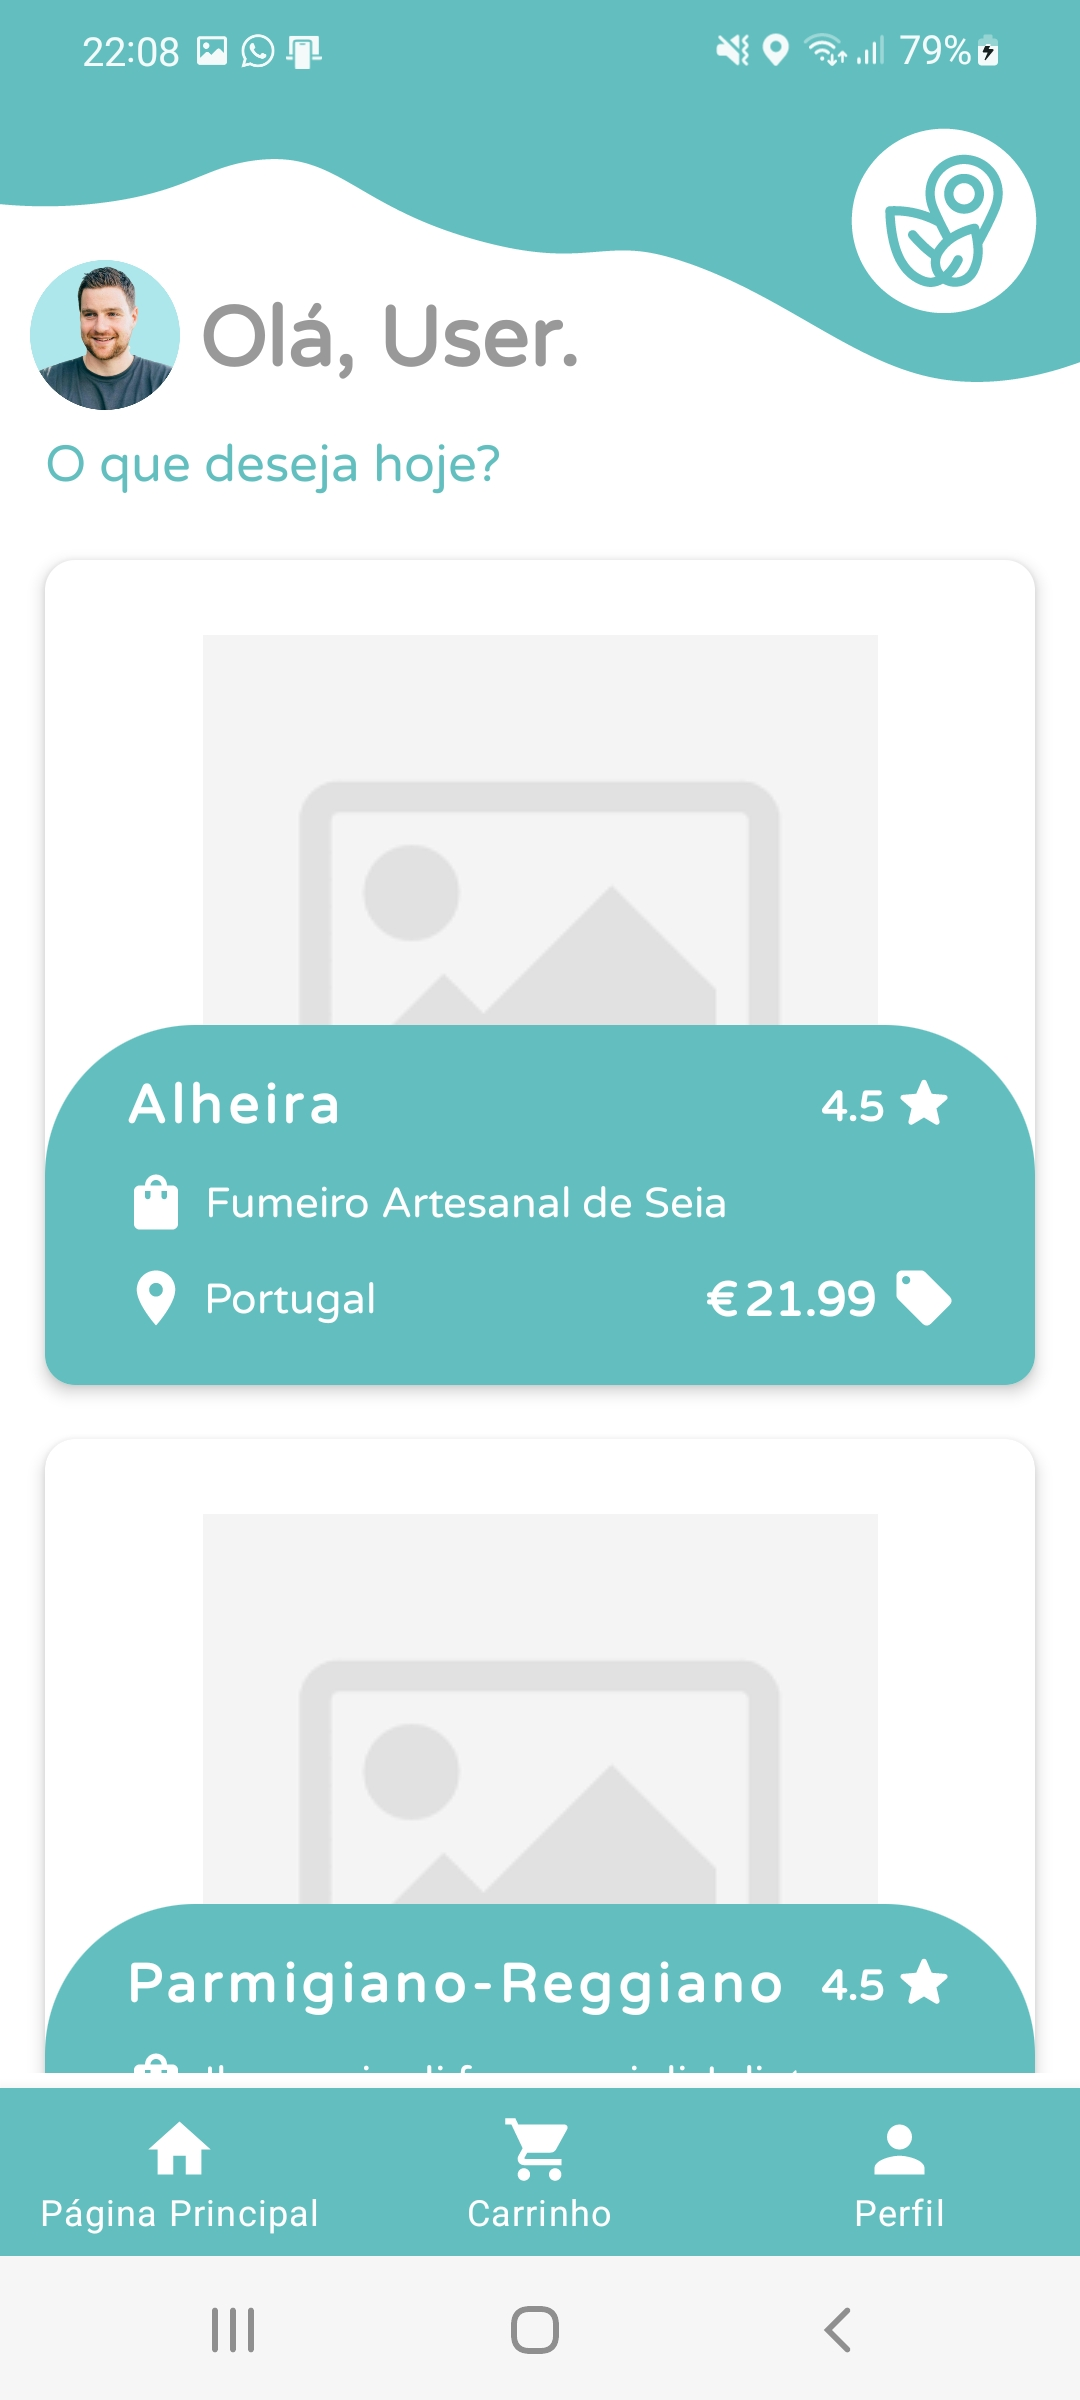 22:08
79%
Olá, User.
O que deseja hoje?
Alheira 4.5
Fumeiro Artesanal de Seia
Portugal €21.99
Parmigiano-Reggiano 4.5
Página Principal Carrinho Perfil